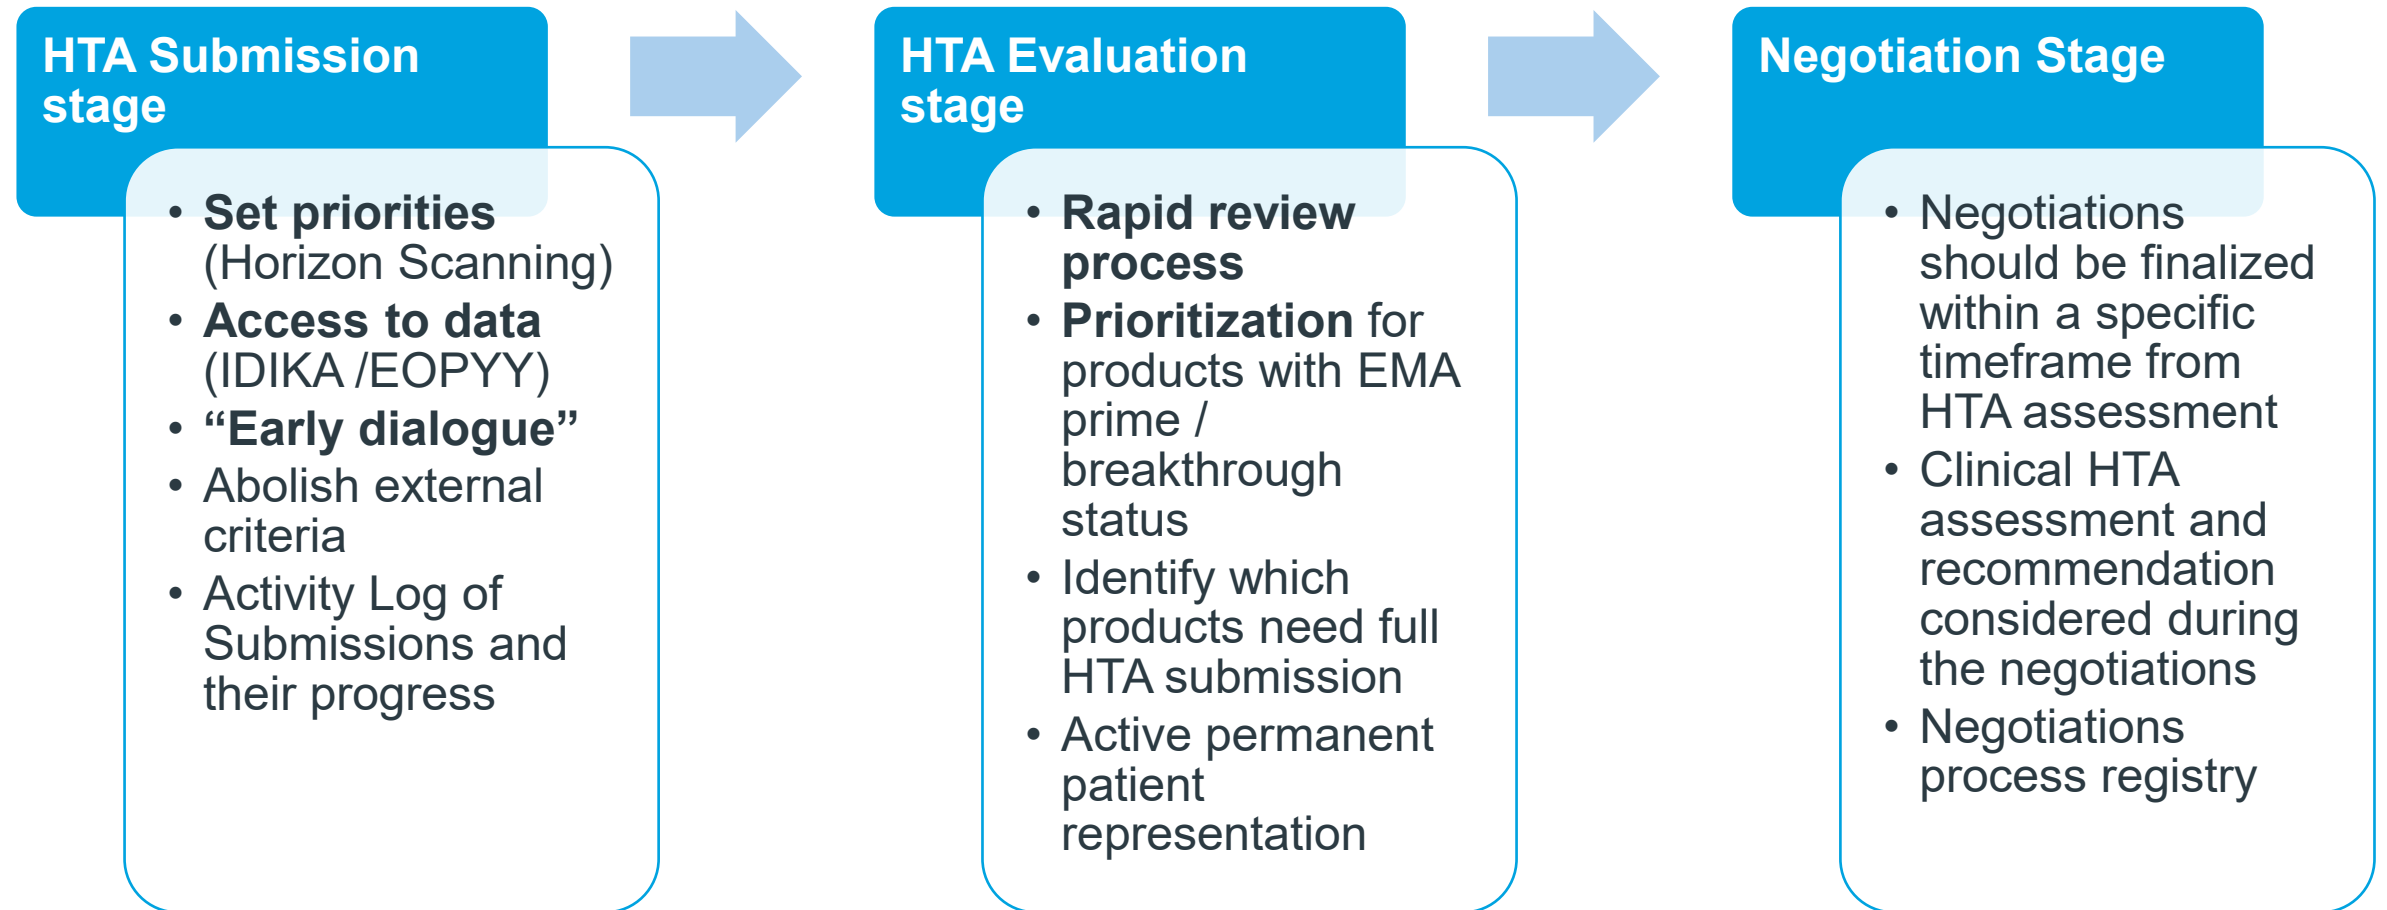 HTA Submission
stage
• Set priorities
(Horizon Scanning)
• Access to data
(IDIKA /EOPYY)
• “Early dialogue”
• Abolish external
criteria
• Activity Log of
Submissions and
their progress
HTA Evaluation
stage
• Rapid review
process
• Prioritization for
products with EMA
prime /
breakthrough
status
• Identify which
products need full
HTA submission
• Active permanent
patient
representation
Negotiation Stage
• Negotiations
should be finalized
within a specific
timeframe from
HTA assessment
• Clinical HTA
assessment and
recommendation
considered during
the negotiations
• Negotiations
process registry